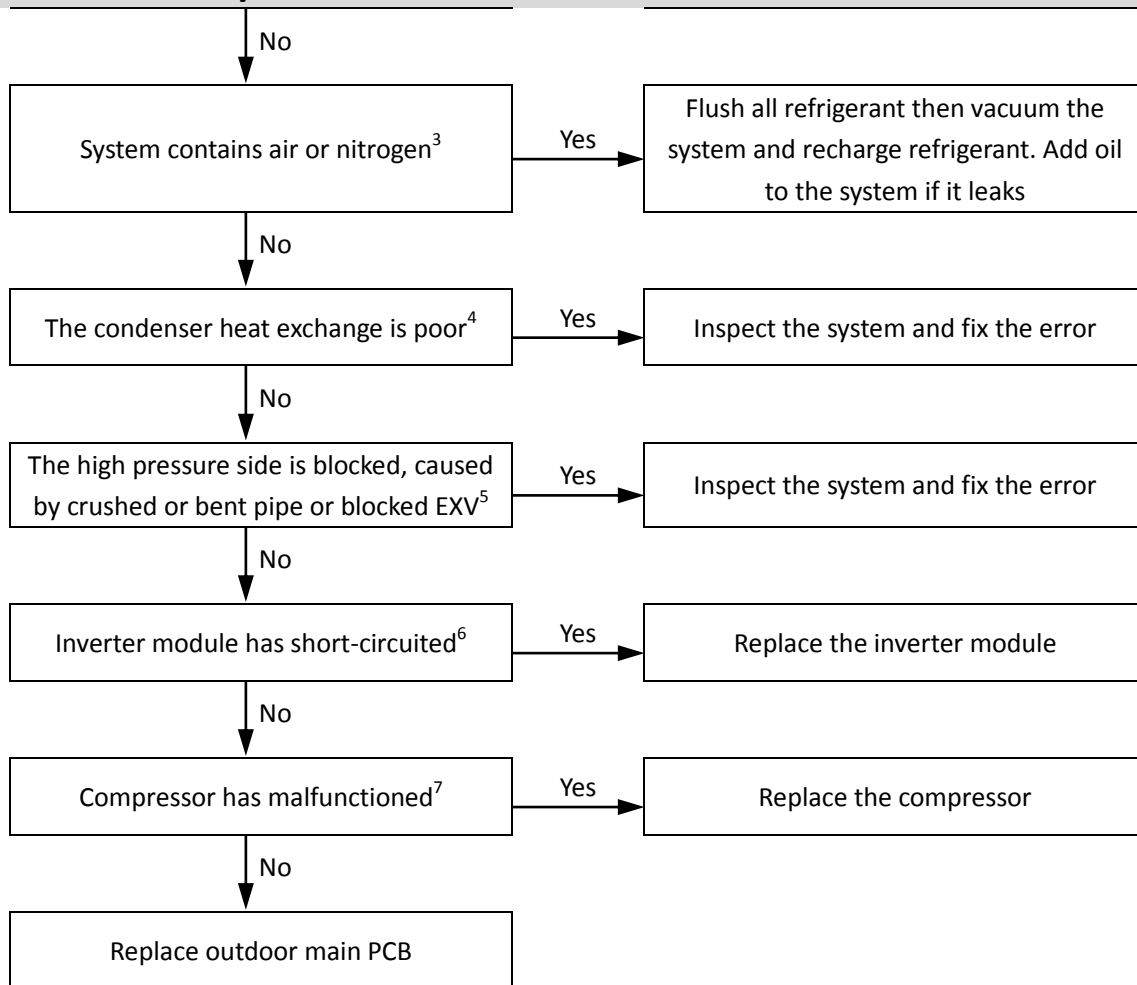 No
System contains air or nitrogen3
Yes
Flush all refrigerant then vacuum the
system and recharge refrigerant. Add oil
to the system if it leaks
No
The condenser heat exchange is poor4
Yes
Inspect the system and fix the error
No
The high pressure side is blocked, caused
by crushed or bent pipe or blocked EXV5
Yes
Inspect the system and fix the error
No
Inverter module has short-circuited6
Yes
Replace the inverter module
No
Compressor has malfunctioned7
Yes
Replace the compressor
No
Replace outdoor main PCB